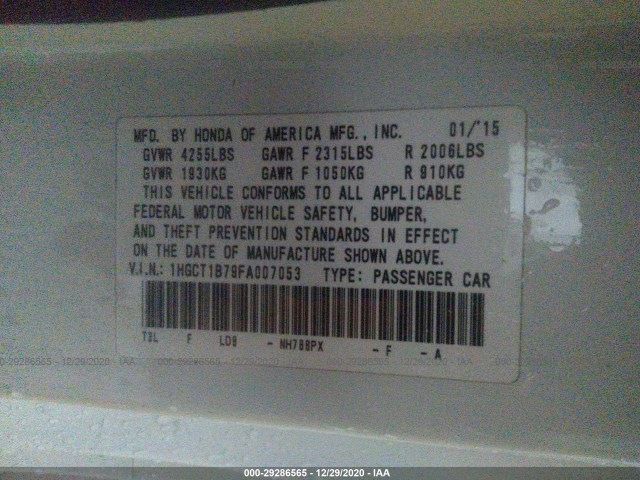 MFD. BY HONDA OF AMERICA MFG., INC. 01/'15
GVWR 4255LBS GAWR F 2315LBS R 2006LBS
GVWR 1930KG GAWR F 1050KG R 910KG
THIS VEHICLE CONFORMS TO ALL APPLICABLE
FEDERAL MOTOR VEHICLE SAFETY, BUMPER,
AND THEFT PREVENTION STANDARDS IN EFFECT
ON THE DATE OF MANUFACTURE SHOWN ABOVE.
V.I.N.: 1HGCT1B79FA007053 TYPE: PASSENGER CAR
T3L F LD9 - NH788PX - F - A
000-29286565 - 12/29/2020 - IAA